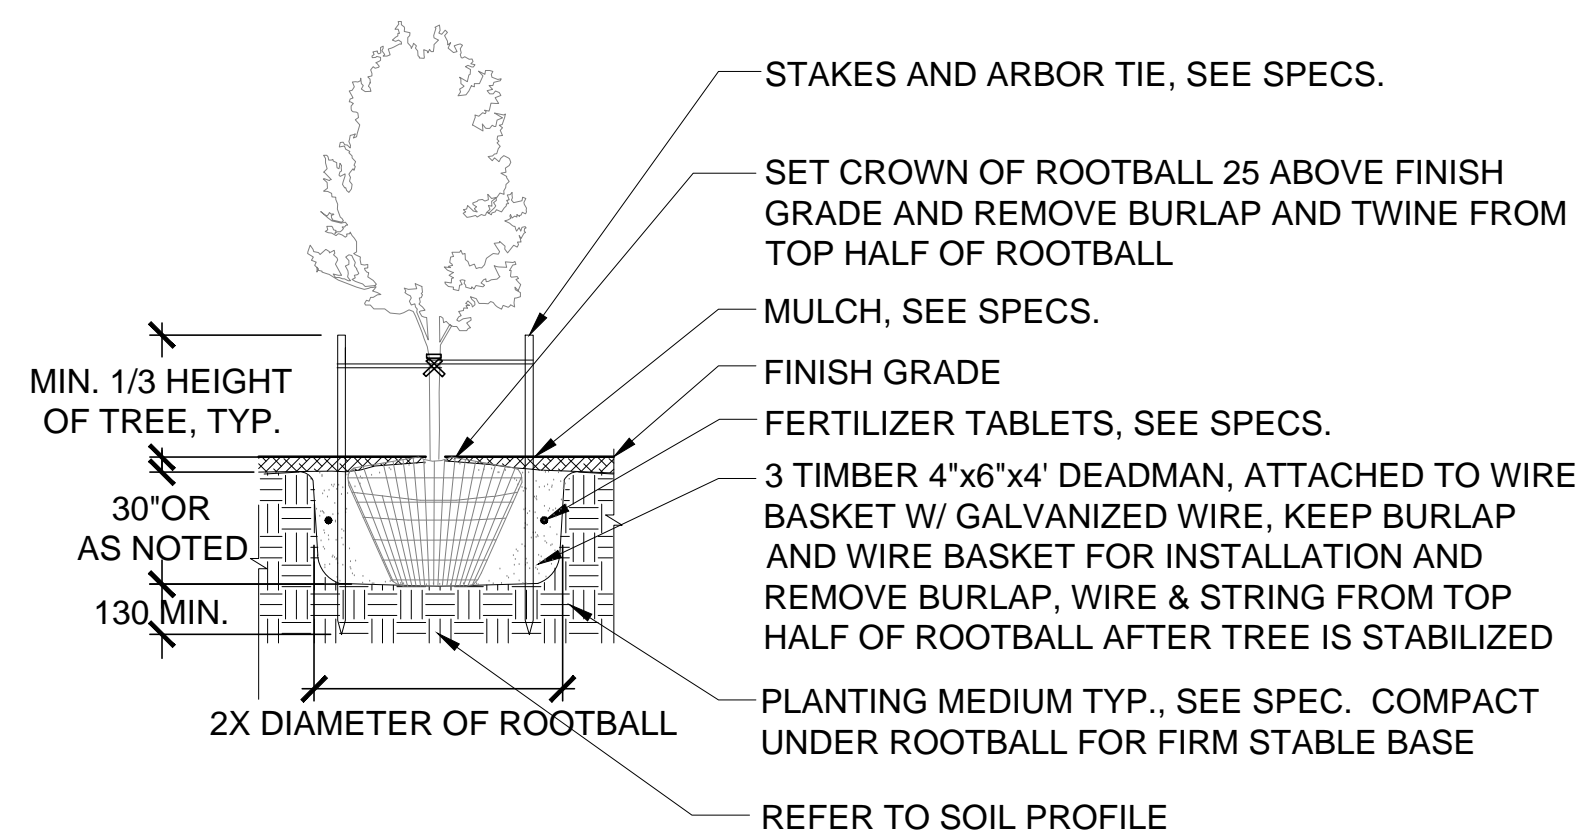 STAKES AND ARBOR TIE, SEE SPECS.
SET CROWN OF ROOTBALL 25 ABOVE FINISH
GRADE AND REMOVE BURLAP AND TWINE FROM
TOP HALF OF ROOTBALL
MULCH, SEE SPECS.
FINISH GRADE
FERTILIZER TABLETS, SEE SPECS.
3 TIMBER 4"x6"x4' DEADMAN, ATTACHED TO WIRE
BASKET W/ GALVANIZED WIRE, KEEP BURLAP
AND WIRE BASKET FOR INSTALLATION AND
REMOVE BURLAP, WIRE & STRING FROM TOP
HALF OF ROOTBALL AFTER TREE IS STABILIZED
PLANTING MEDIUM TYP., SEE SPEC. COMPACT
UNDER ROOTBALL FOR FIRM STABLE BASE
REFER TO SOIL PROFILE
MIN. 1/3 HEIGHT
OF TREE, TYP.
30"OR
AS NOTED
130 MIN.
2X DIAMETER OF ROOTBALL